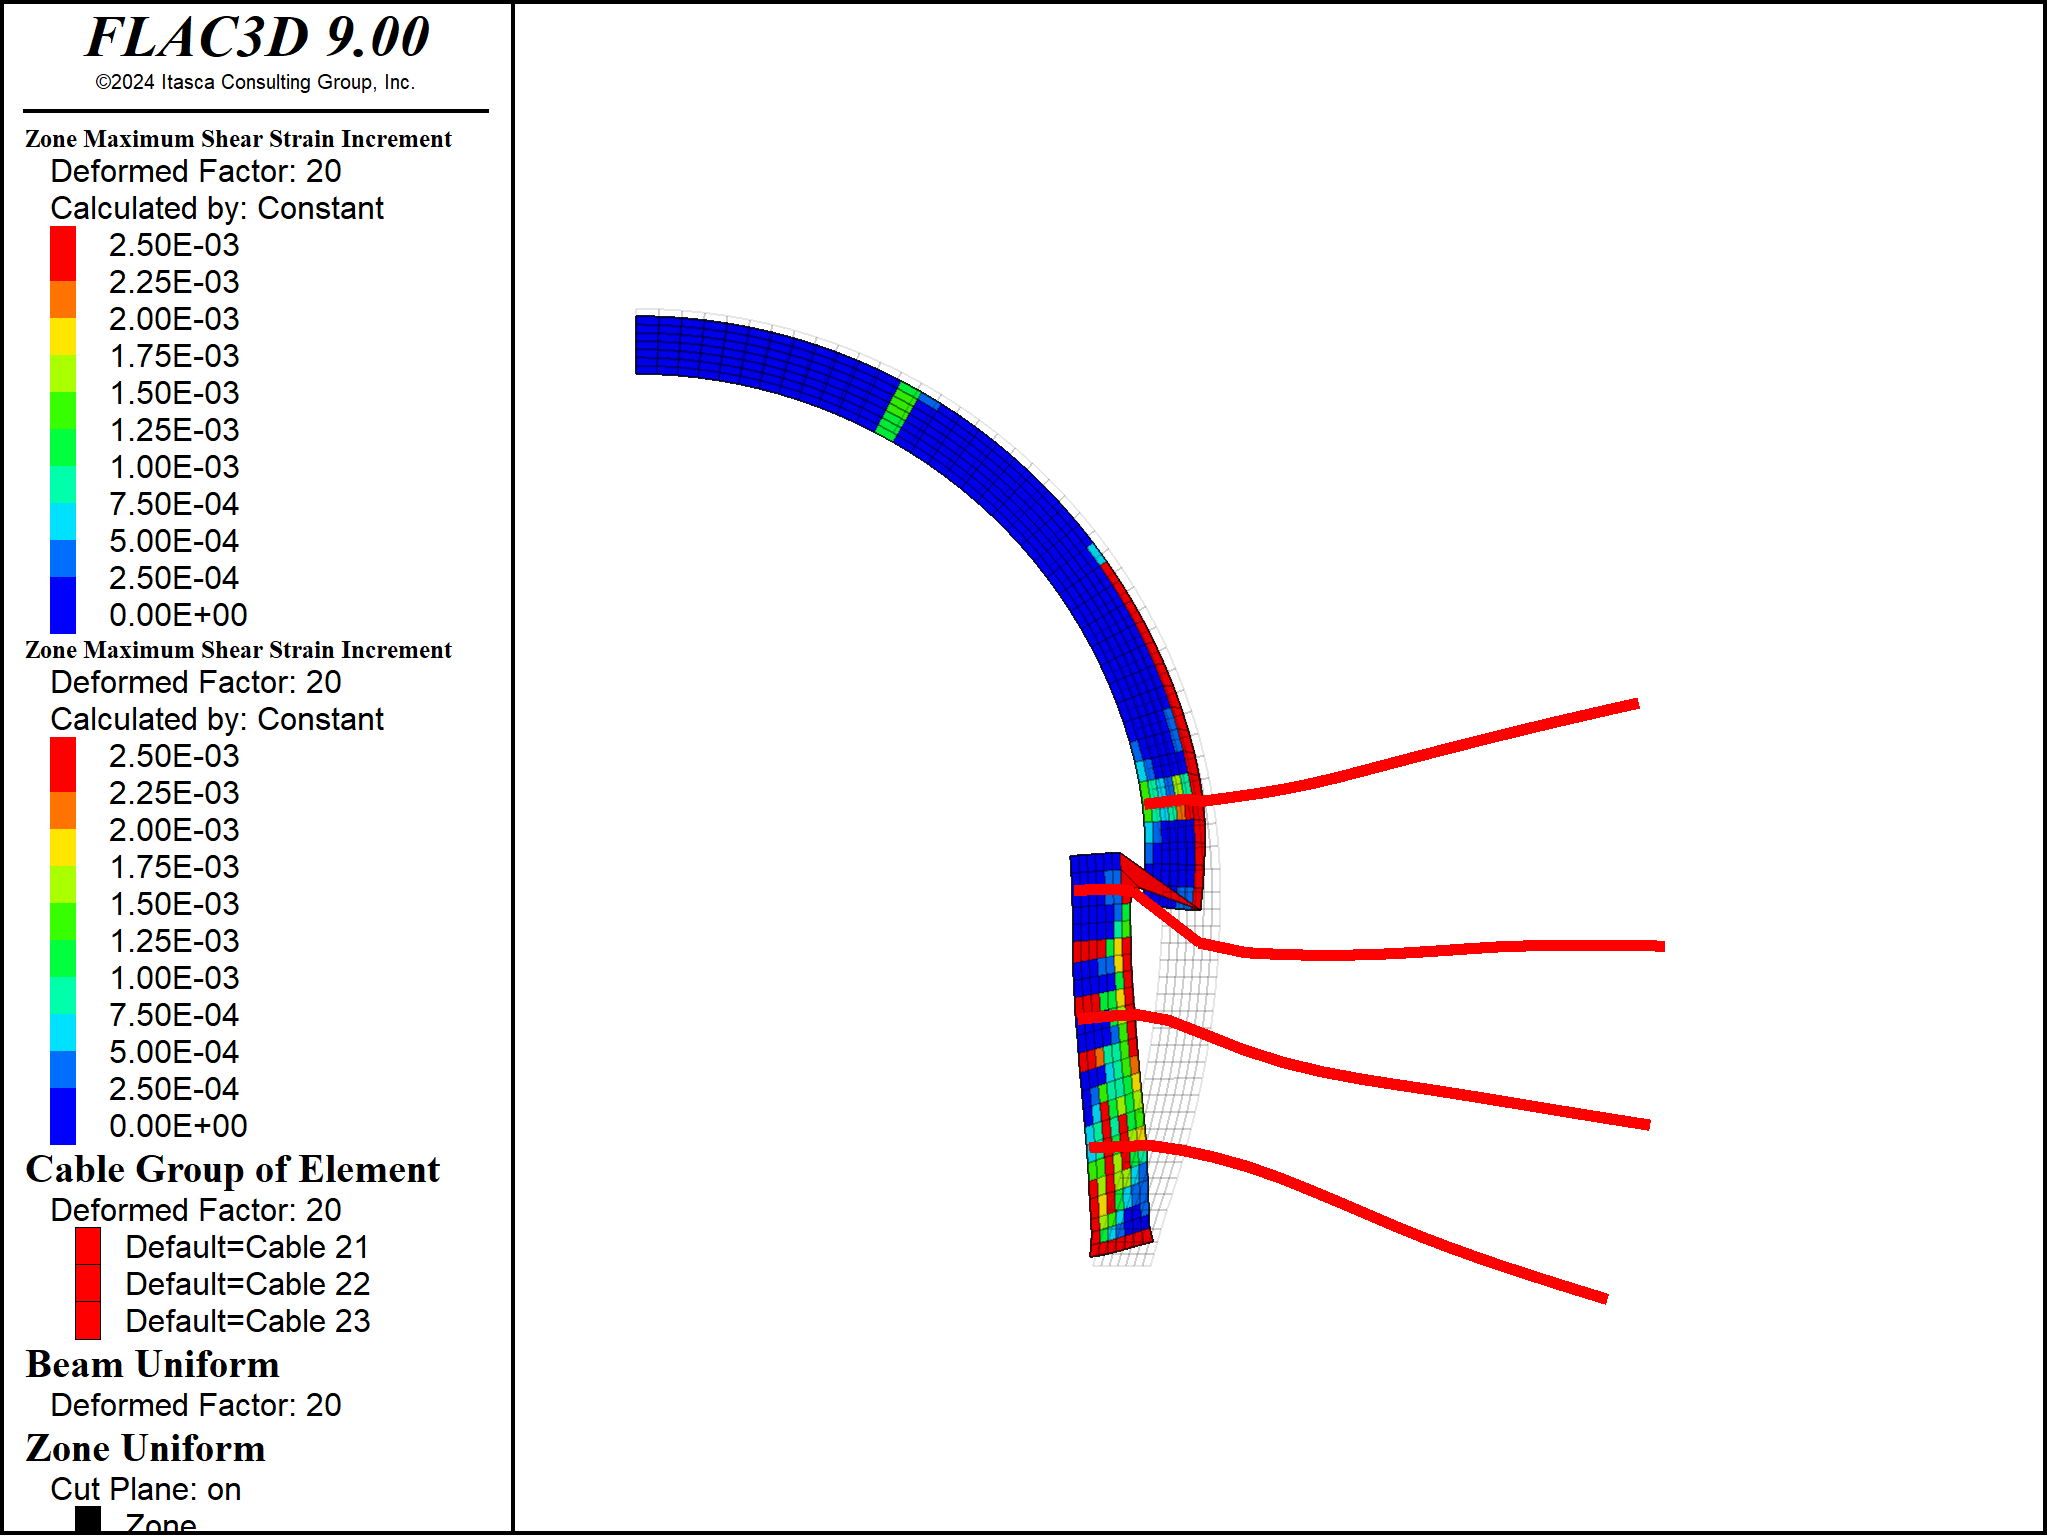 FLAC3D 9.00
©2024 Itasca Consulting Group, Inc.
Zone Maximum Shear Strain Increment
Deformed Factor: 20
Calculated by: Constant
2.50E-03
2.25E-03
2.00E-03
1.75E-03
1.50E-03
1.25E-03
1.00E-03
7.50E-04
5.00E-04
2.50E-04
0.00E+00
Zone Maximum Shear Strain Increment
Deformed Factor: 20
Calculated by: Constant
2.50E-03
2.25E-03
2.00E-03
1.75E-03
1.50E-03
1.25E-03
1.00E-03
7.50E-04
5.00E-04
2.50E-04
0.00E+00
Cable Group of Element
Deformed Factor: 20
Default=Cable 21
Default=Cable 22
Default=Cable 23
Beam Uniform
Deformed Factor: 20
Zone Uniform
Cut Plane: on
Zone